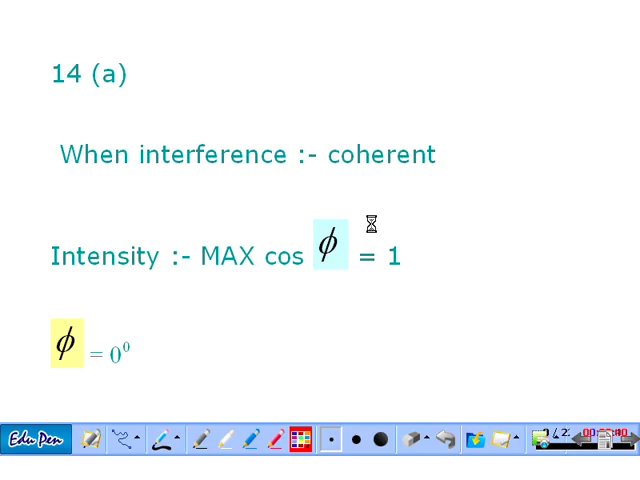 14 (a)
When interference :- coherent
Intensity :- MAX cos ϕ = 1
ϕ = 0⁰
Edu Pen